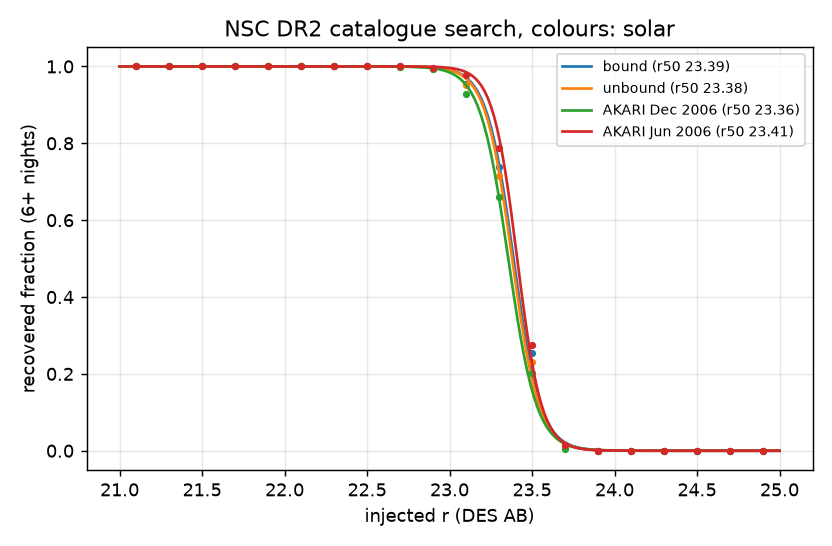 NSC DR2 catalogue search, colours: solar
bound (r50 23.39)
unbound (r50 23.38)
AKARI Dec 2006 (r50 23.36)
AKARI Jun 2006 (r50 23.41)
recovered fraction (6+ nights)
1.0
0.8
0.6
0.4
0.2
0.0
21.0 21.5 22.0 22.5 23.0 23.5 24.0 24.5 25.0
injected r (DES AB)